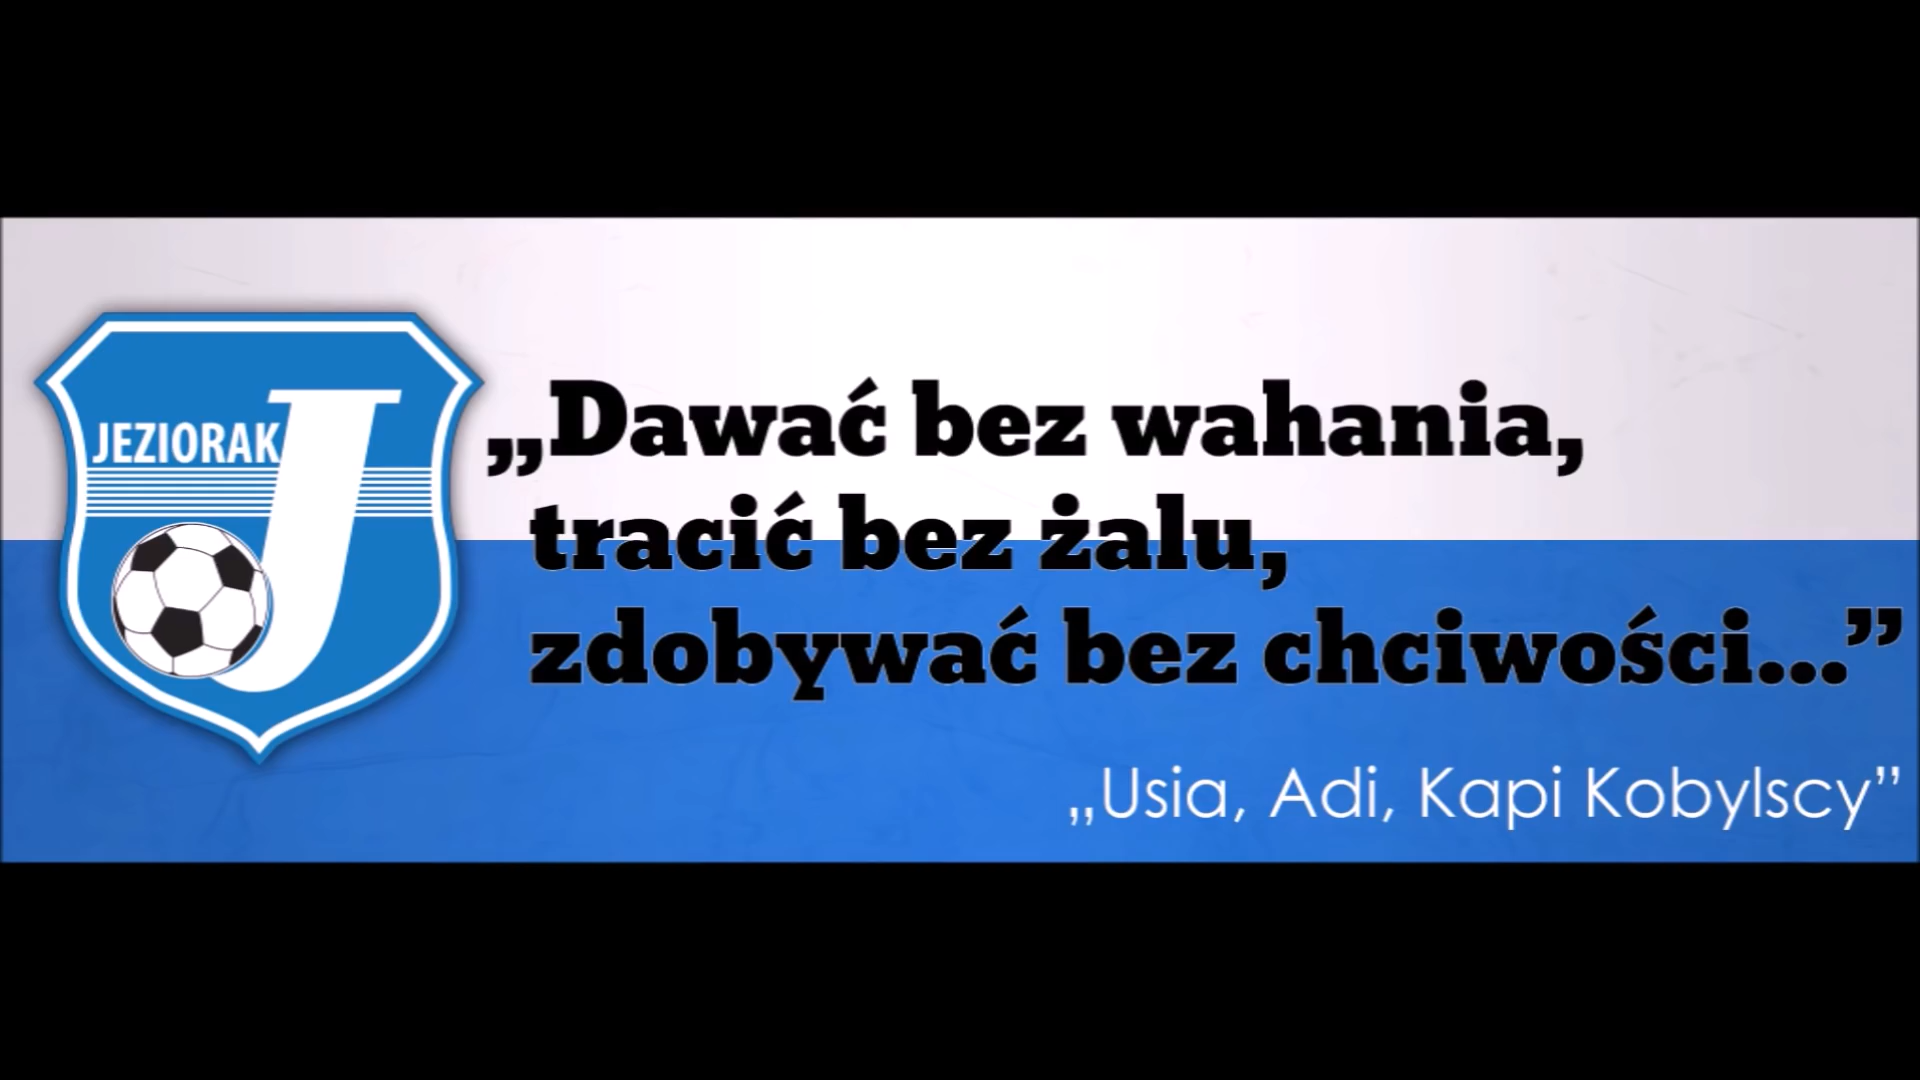 JEZIORAK
„Dawać bez wahania,
tracić bez żalu,
zdobywać bez chciwości...”
„Usia, Adi, Kapi Kobylscy”